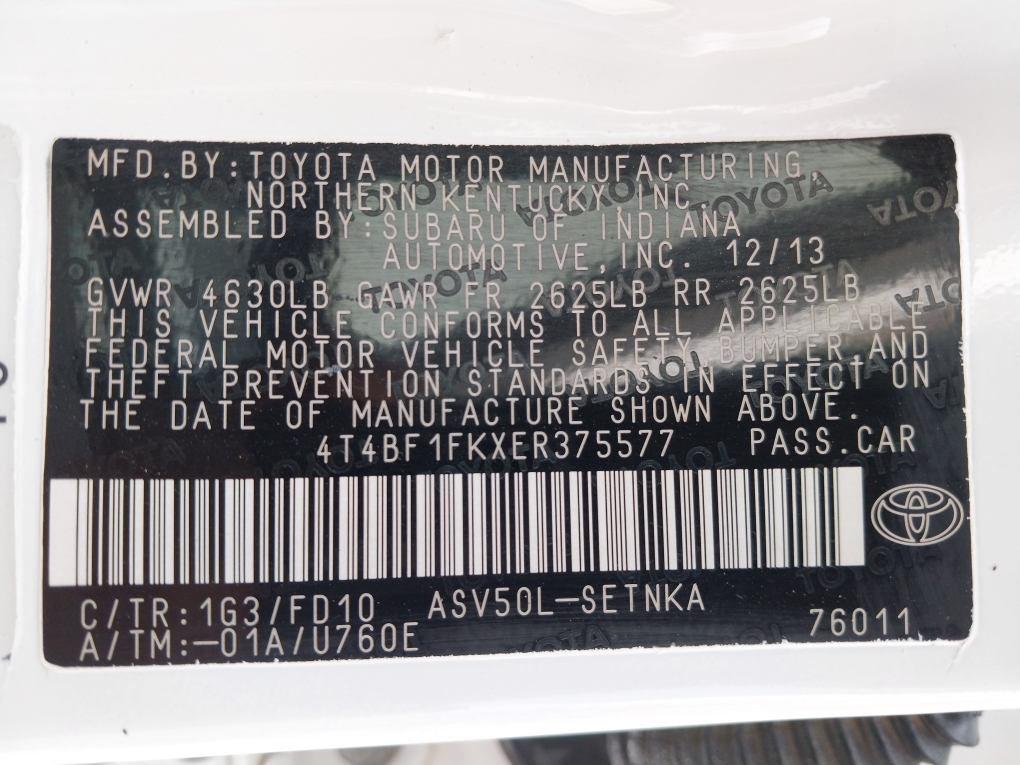 MFD.BY:TOYOTA MOTOR MANUFACTURING,
NORTHERN KENTUCKY,INC.
ASSEMBLED BY:SUBARU OF INDIANA
AUTOMOTIVE,INC. 12/13
GVWR 4630LB GAWR FR 2625LB RR 2625LB
THIS VEHICLE CONFORMS TO ALL APPLICABLE
FEDERAL MOTOR VEHICLE SAFETY,BUMPER,AND
THEFT PREVENTION STANDARDS IN EFFECT ON
THE DATE OF MANUFACTURE SHOWN ABOVE.
4T4BF1FKXER375577 PASS.CAR
C/TR:1G3/FD10 ASV50L-SETNKA
A/TM:-01A/U760E 76011